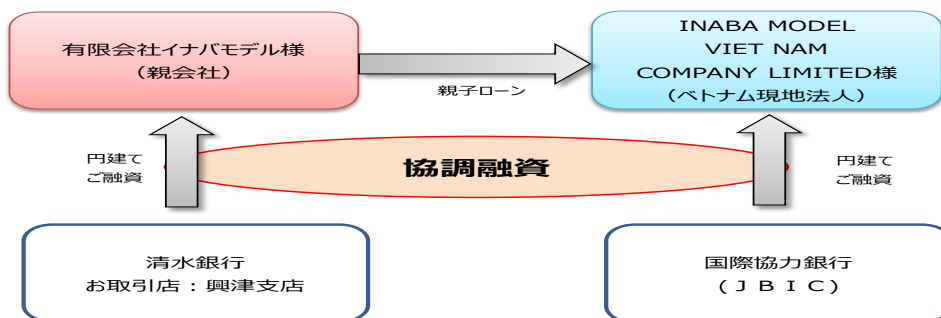 有限会社イナバモデル様
（親会社）
親子ローン
INABA MODEL
VIET NAM
COMPANY LIMITED様
（ベトナム現地法人）
円建て
ご融資
協調融資
円建て
ご融資
清水銀行
お取引店：興津支店
国際協力銀行
（ＪＢＩＣ）